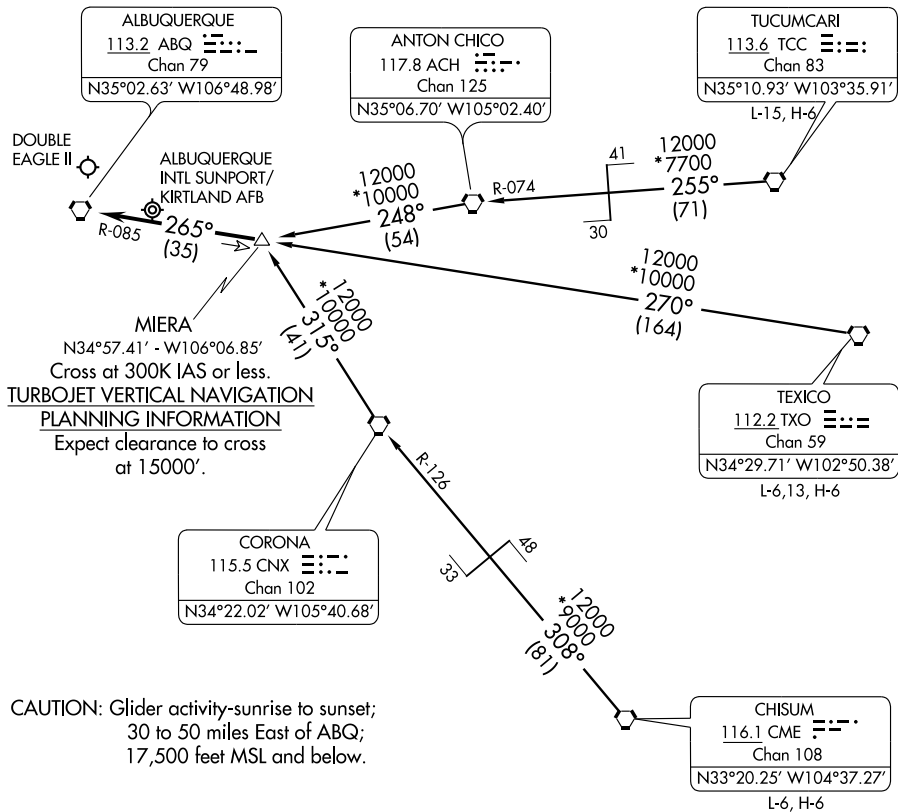 ALBUQUERQUE
113.2 ABQ
Chan 79
N35°02.63' W106°48.98'
ANTON CHICO
117.8 ACH
Chan 125
N35°06.70' W105°02.40'
TUCUMCARI
113.6 TCC
Chan 83
N35°10.93' W103°35.91'
L-15, H-6
DOUBLE
EAGLE II
ALBUQUERQUE
INTL SUNPORT/
KIRTLAND AFB
R-085
265°
(35)
12000
*10000
248°
(54)
R-074
41
30
12000
*7700
255°
(71)
12000
*10000
270°
(164)
MIERA
N34°57.41' - W106°06.85'
Cross at 300K IAS or less.
TURBOJET VERTICAL NAVIGATION
PLANNING INFORMATION
Expect clearance to cross
at 15000'.
12000
*10000
315°
(41)
TEXICO
112.2 TXO
Chan 59
N34°29.71' W102°50.38'
L-6,13, H-6
R-126
CORONA
115.5 CNX
Chan 102
N34°22.02' W105°40.68'
48
33
12000
*9000
308°
(81)
CAUTION: Glider activity-sunrise to sunset;
30 to 50 miles East of ABQ;
17,500 feet MSL and below.
CHISUM
116.1 CME
Chan 108
N33°20.25' W104°37.27'
L-6, H-6